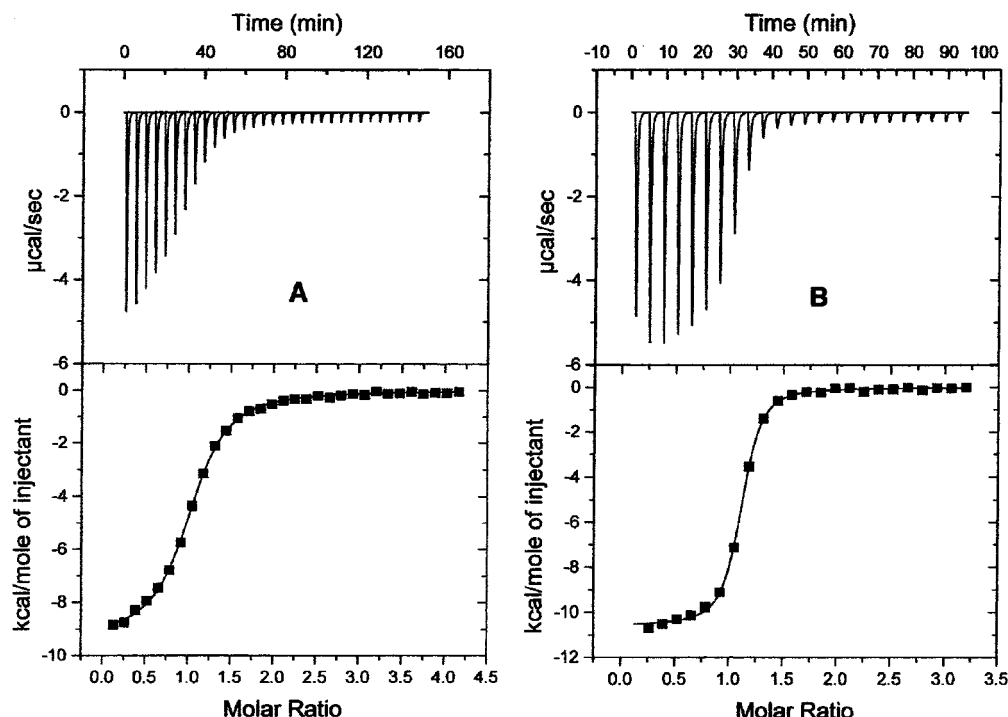 Time (min)
0 40 80 120 160
0
-2
-4
-6
µcal/sec
A
0
-2
-4
-6
-8
-10
kcal/mole of injectant
0.0 0.5 1.0 1.5 2.0 2.5 3.0 3.5 4.0 4.5
Molar Ratio
Time (min)
-10 0 10 20 30 40 50 60 70 80 90 100
0
-2
-4
-6
µcal/sec
B
0
-2
-4
-6
-8
-10
-12
kcal/mole of injectant
0.0 0.5 1.0 1.5 2.0 2.5 3.0 3.5
Molar Ratio